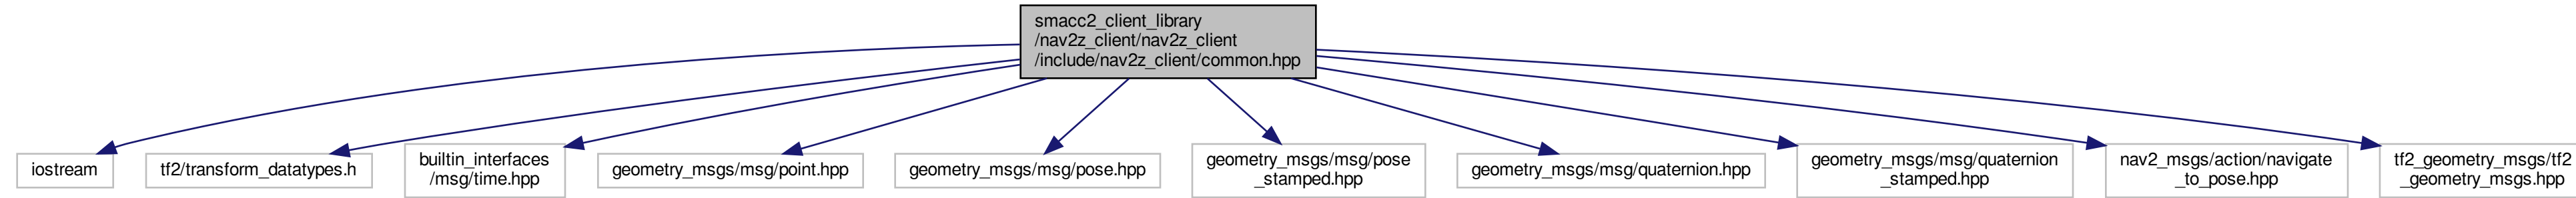 smacc2_client_library
/nav2z_client/nav2z_client
/include/nav2z_client/common.hpp
iostream
tf2/transform_datatypes.h
builtin_interfaces
/msg/time.hpp
geometry_msgs/msg/point.hpp
geometry_msgs/msg/pose.hpp
geometry_msgs/msg/pose
_stamped.hpp
geometry_msgs/msg/quaternion.hpp
geometry_msgs/msg/quaternion
_stamped.hpp
nav2_msgs/action/navigate
_to_pose.hpp
tf2_geometry_msgs/tf2
_geometry_msgs.hpp